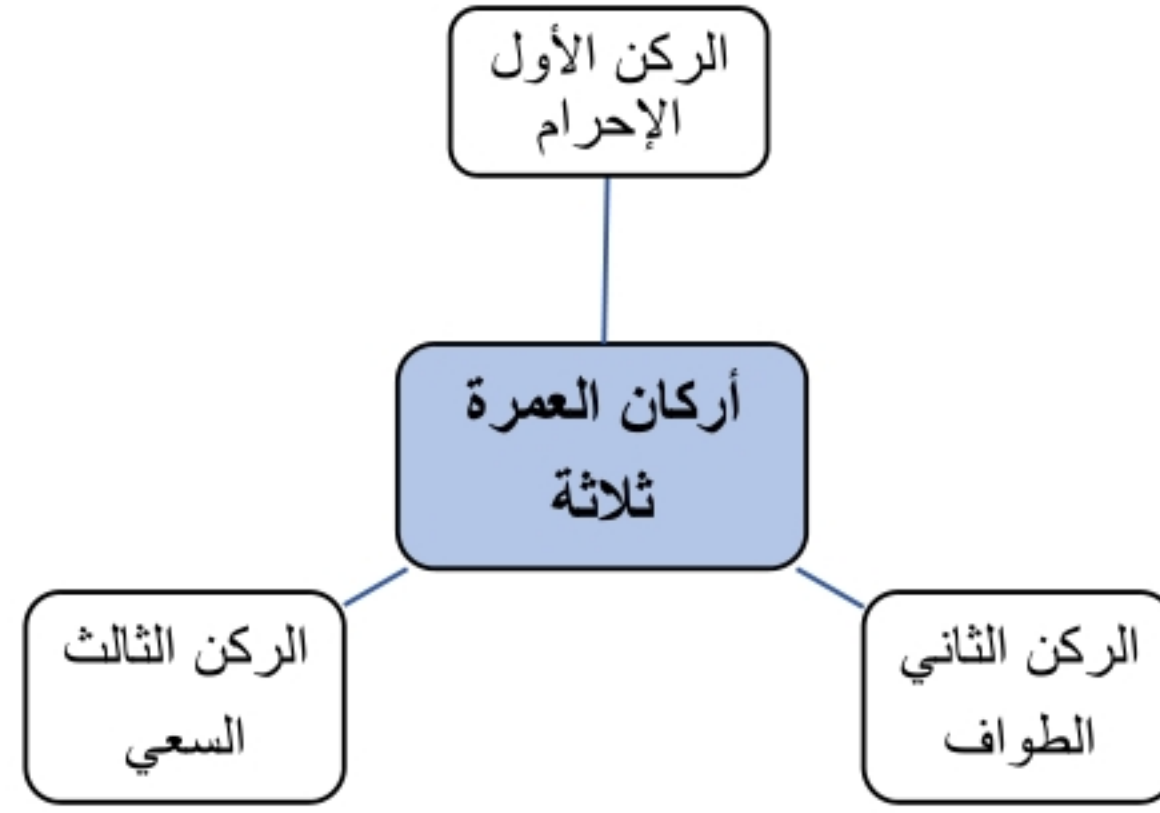 الركن الأول
الإحرام
أركان العمرة
ثلاثة
الركن الثاني
الطواف
الركن الثالث
السعي